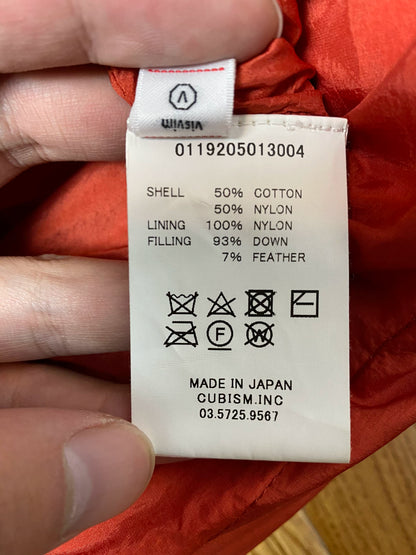 V
visvim
0119205013004
SHELL 50% COTTON
50% NYLON
LINING 100% NYLON
FILLING 93% DOWN
7% FEATHER
F
W
MADE IN JAPAN
CUBISM.INC
03.5725.9567